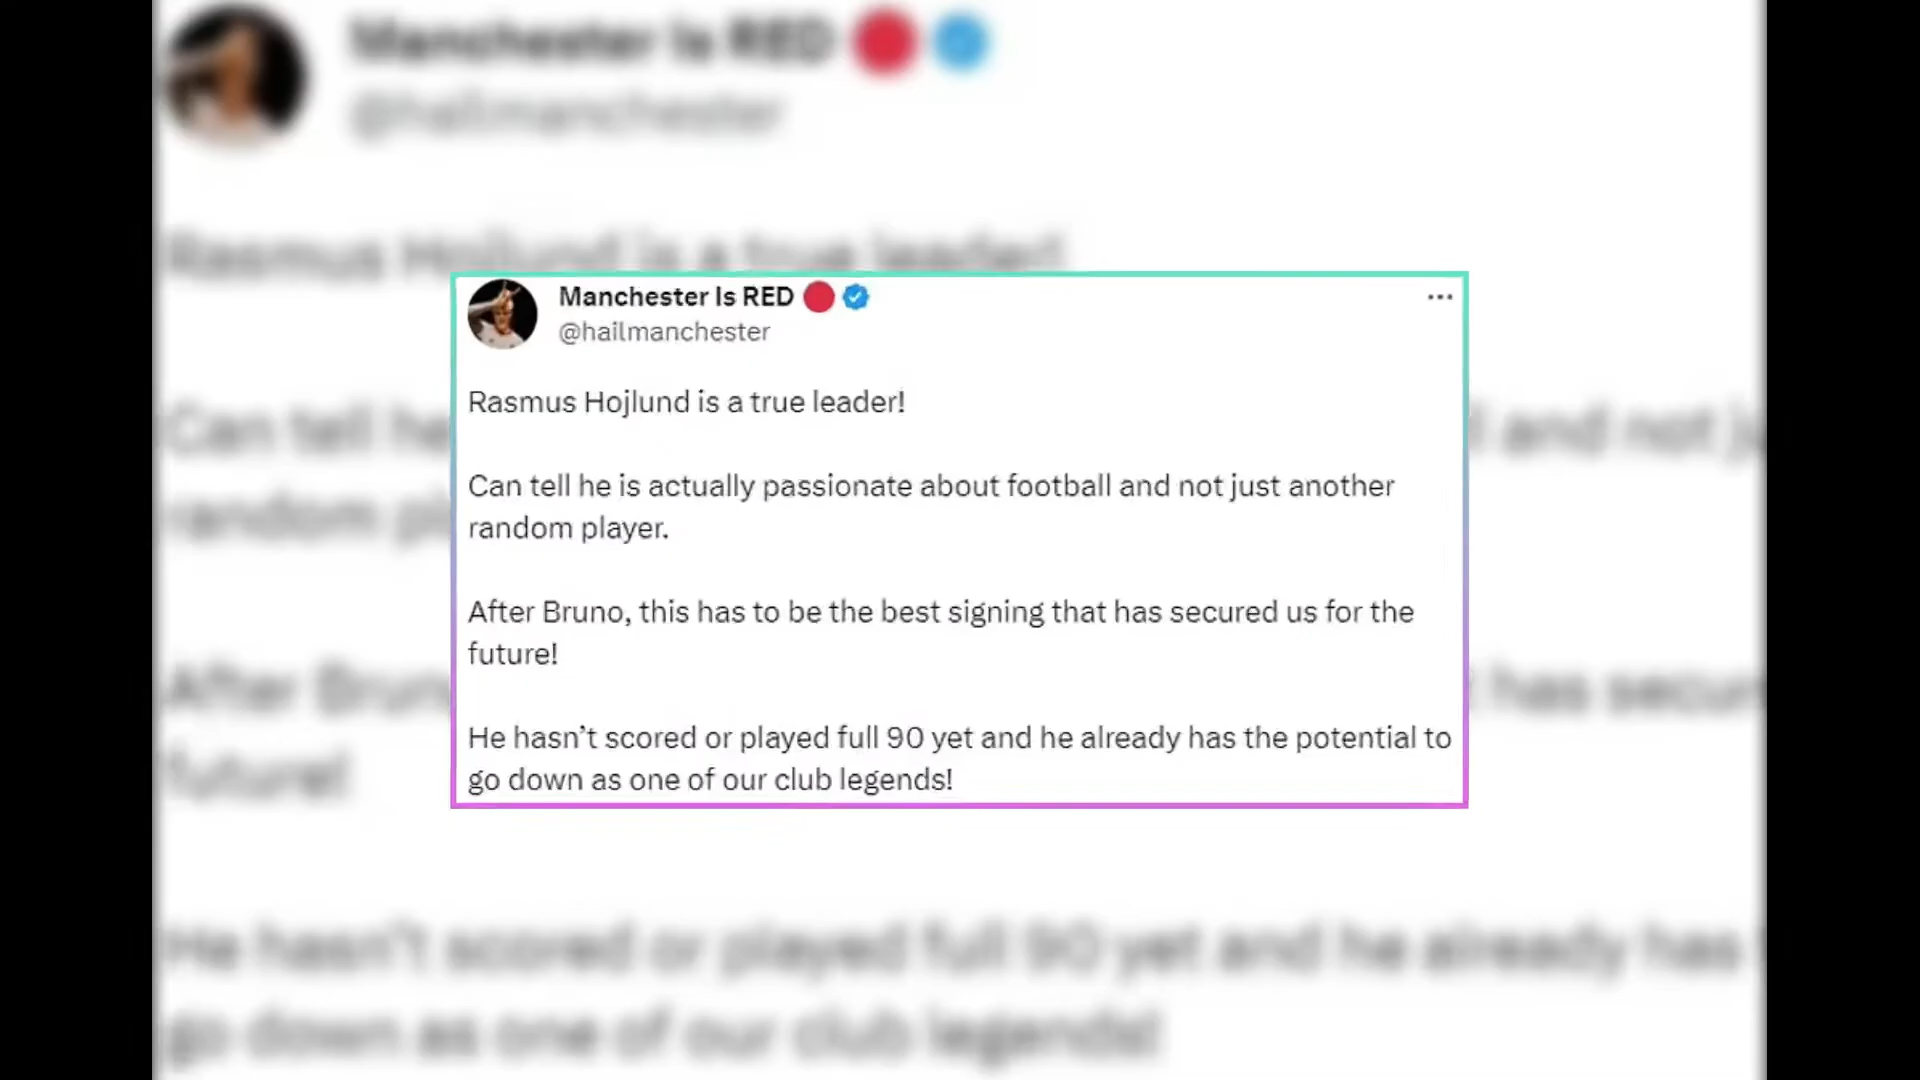 Manchester Is RED
@hailmanchester
Rasmus Hojlund is a true leader!
Can tell he is actually passionate about football and not just another
random player.
After Bruno, this has to be the best signing that has secured us for the
future!
He hasn’t scored or played full 90 yet and he already has the potential to
go down as one of our club legends!